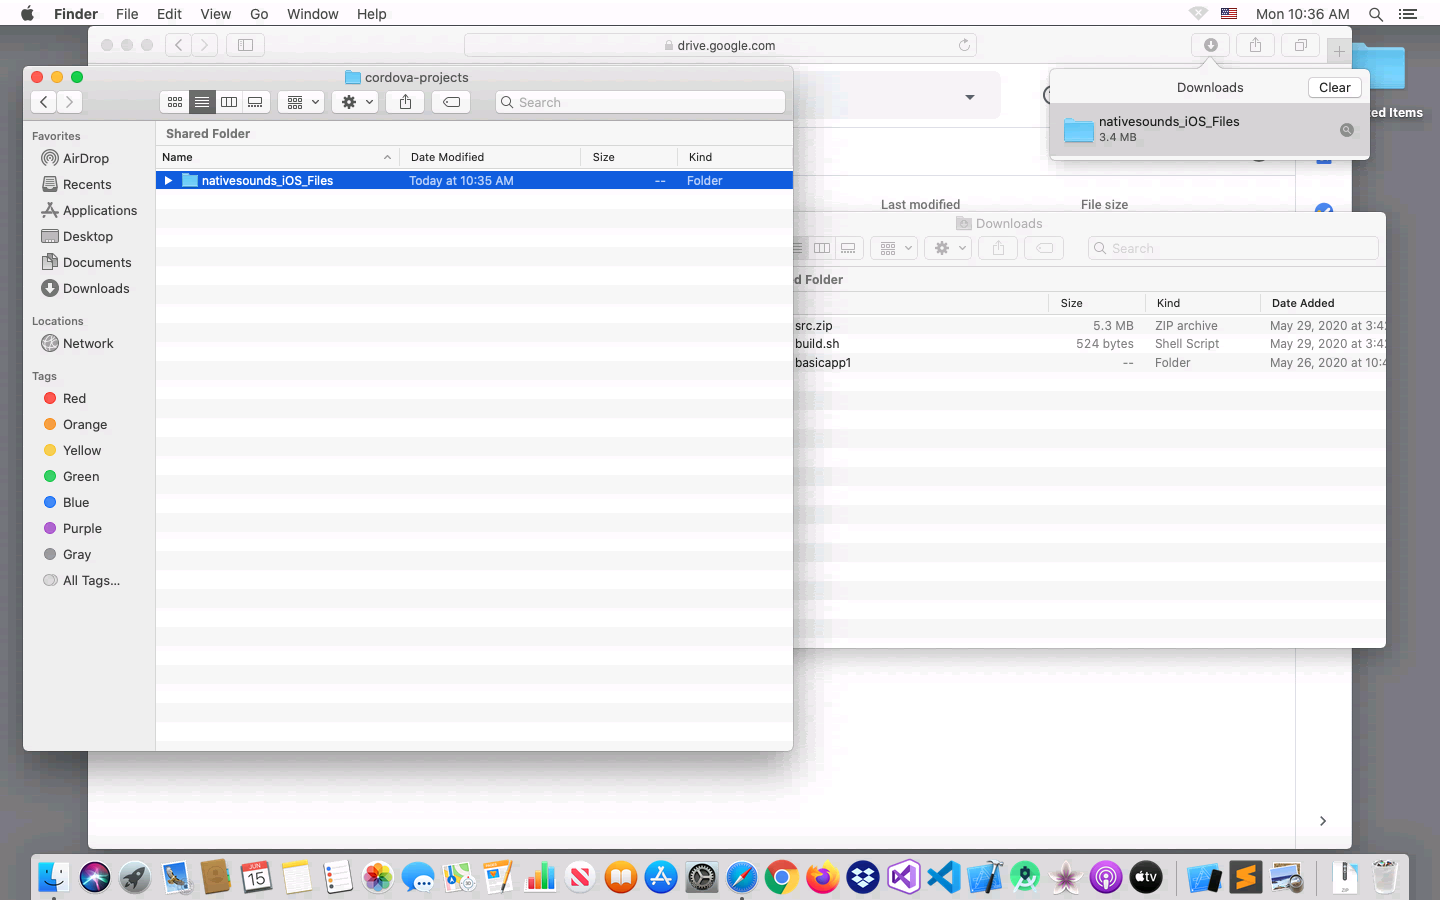 Finder File Edit View Go Window Help Mon 10:36 AM
drive.google.com
cordova-projects
Search
Downloads Clear
nativesounds_iOS_Files
3.4 MB
ed Items
Favorites
AirDrop
Recents
Applications
Desktop
Documents
Downloads
Locations
Network
Tags
Red
Orange
Yellow
Green
Blue
Purple
Gray
All Tags...
Shared Folder
Name Date Modified Size Kind
nativesounds_iOS_Files Today at 10:35 AM -- Folder
Last modified File size
Downloads
Search
d Folder
Size Kind Date Added
src.zip 5.3 MB ZIP archive May 29, 2020 at 3:42
build.sh 524 bytes Shell Script May 29, 2020 at 3:42
basicapp1 -- Folder May 26, 2020 at 10:4
JUN
15
tv
ZIP